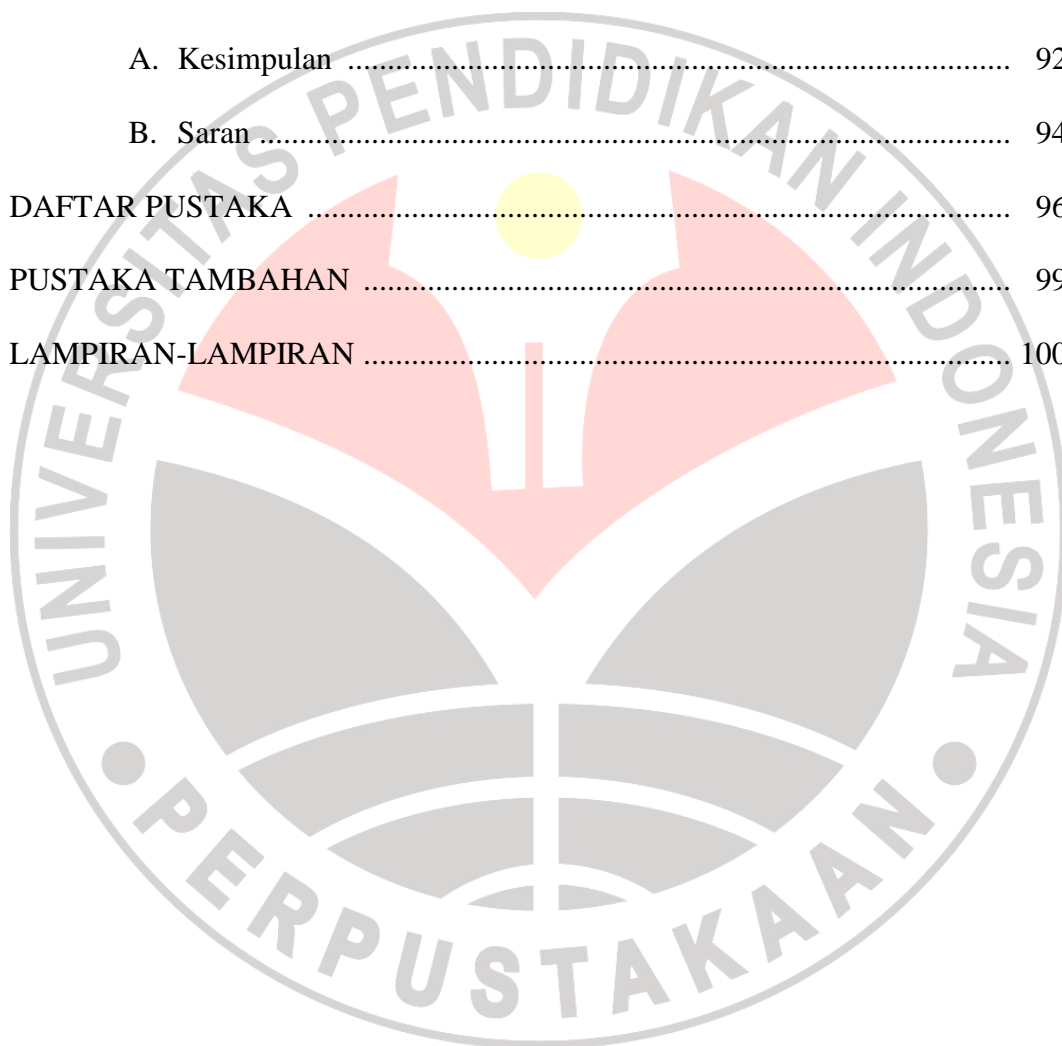 A. Kesimpulan ................................................................................ 92
B. Saran ............................................................................................ 94
DAFTAR PUSTAKA ...................................................................................... 96
PUSTAKA TAMBAHAN ................................................................................ 99
LAMPIRAN-LAMPIRAN ................................................................................ 100
UNIVERSITAS PENDIDIKAN INDONESIA
PERPUSTAKAAN